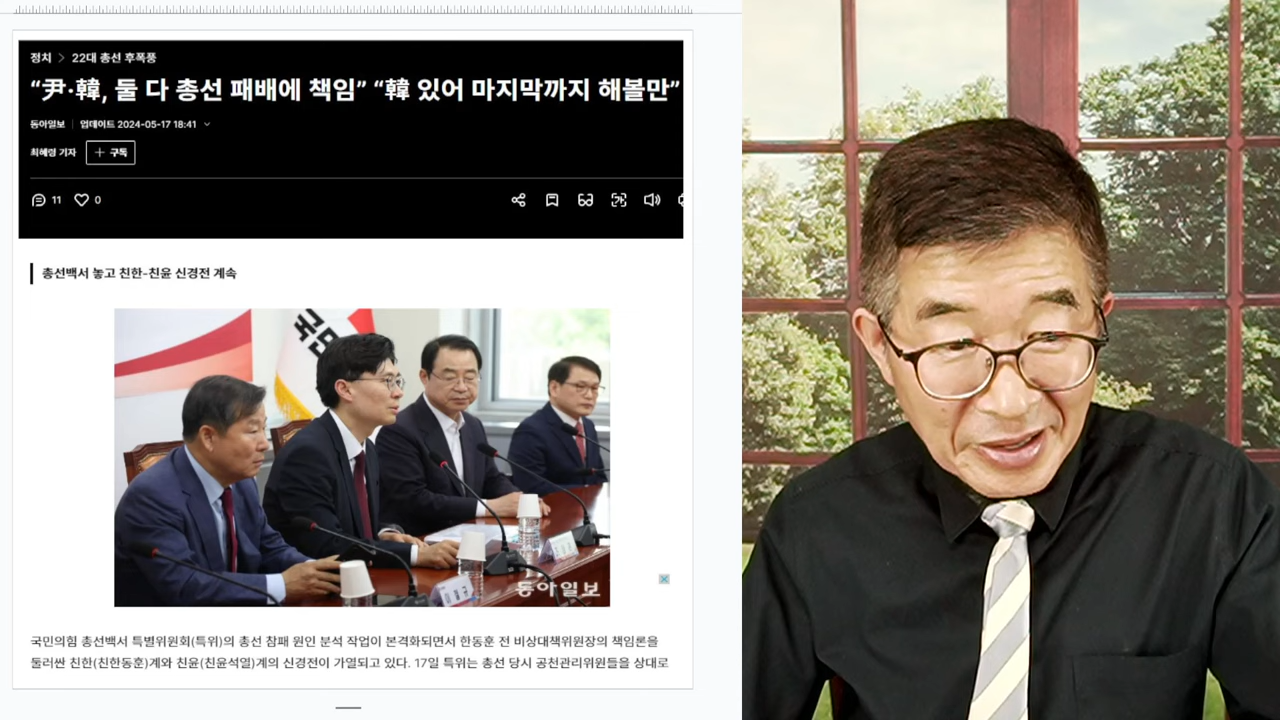 정치 > 22대 총선 후폭풍
“尹·韓, 둘 다 총선 패배에 책임” “韓 있어 마지막까지 해볼만”
동아일보 | 업데이트 2024-05-17 18:41
최혜령 기자 + 구독
11 0
총선백서 놓고 친한-친윤 신경전 계속
국민
동아일보
국민의힘 총선백서 특별위원회(특위)의 총선 참패 원인 분석 작업이 본격화되면서 한동훈 전 비상대책위원장의 책임론을
둘러싼 친한(친한동훈)계와 친윤(친윤석열)계의 신경전이 가열되고 있다. 17일 특위는 총선 당시 공천관리위원들을 상대로